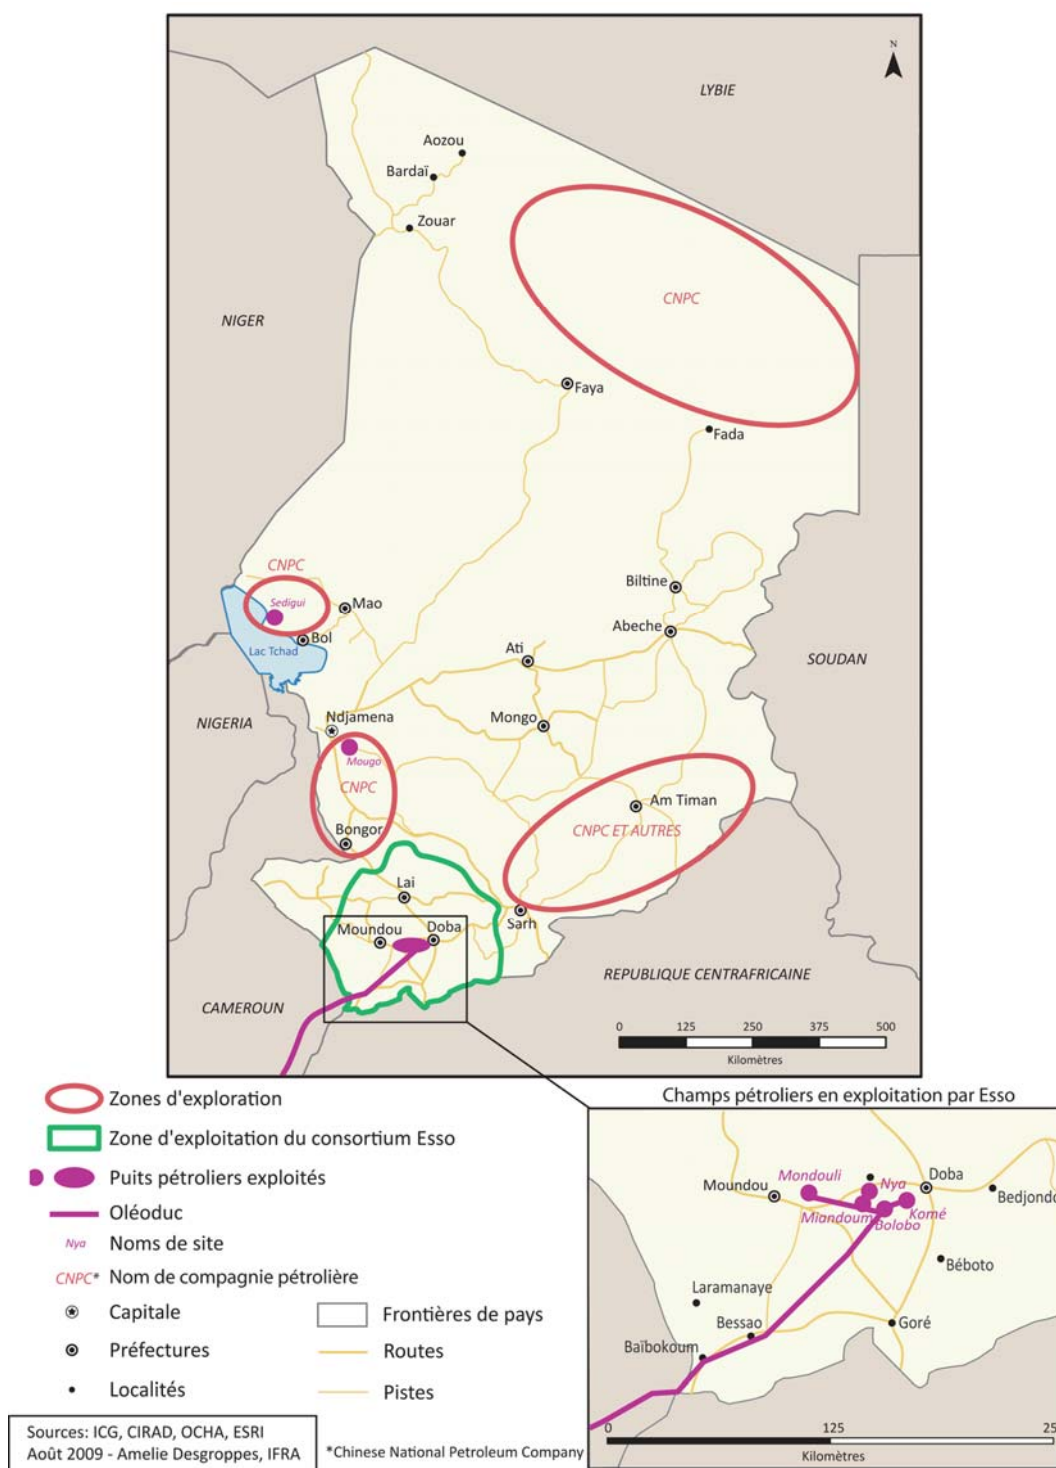 N
LYBIE
Aozou
Bardaï
Zouar
CNPC
NIGER
Faya
Fada
CNPC
Sedigui
Mao
Biltine
Bol
Abeche
Lac Tchad
Ati
SOUDAN
NIGERIA
Ndjamena
Mongo
Mougo
CNPC
Am Timan
CNPC ET AUTRES
Bongor
Lai
Sarh
Moundou
Doba
REPUBLIQUE CENTRAFRICAINE
CAMEROUN
0 125 250 375 500
Kilomètres
Zones d'exploration
Zone d'exploitation du consortium Esso
Puits pétroliers exploités
Oléoduc
Nya Noms de site
CNPC* Nom de compagnie pétrolière
Capitale
Préfectures
Localités
Frontières de pays
Routes
Pistes
Sources: ICG, CIRAD, OCHA, ESRI
Août 2009 - Amelie Desgroppes, IFRA
*Chinese National Petroleum Company
Champs pétroliers en exploitation par Esso
Mondouli
Nya
Doba
Moundou
Bedjondo
Miandoum
Komé
Bolobo
Béboto
Laramanaye
Bessao
Goré
Baïbokoum
0 125 25
Kilomètres